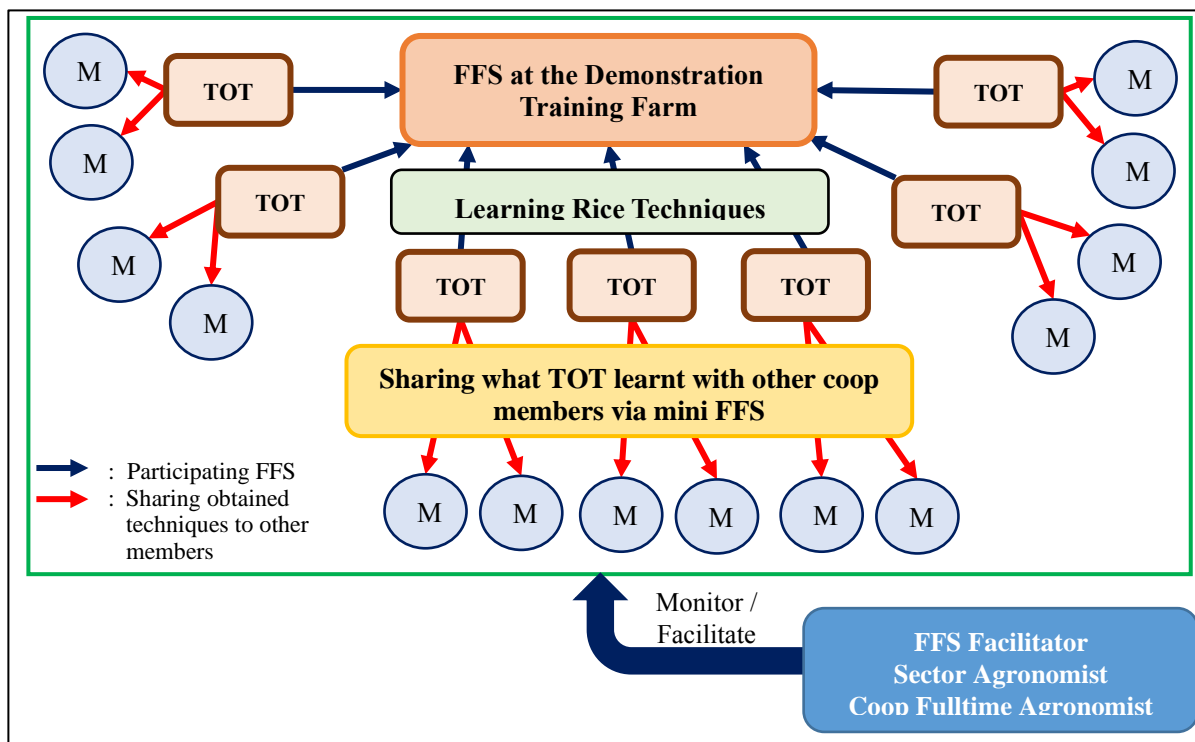 FFS at the Demonstration
Training Farm
M
TOT
TOT
M
M
M
Learning Rice Techniques
TOT
TOT
M
M
TOT
TOT
TOT
M
M
Sharing what TOT learnt with other coop
members via mini FFS
: Participating FFS
: Sharing obtained
techniques to other
members
M
M
M
M
M
M
Monitor /
Facilitate
FFS Facilitator
Sector Agronomist
Coop Fulltime Agronomist